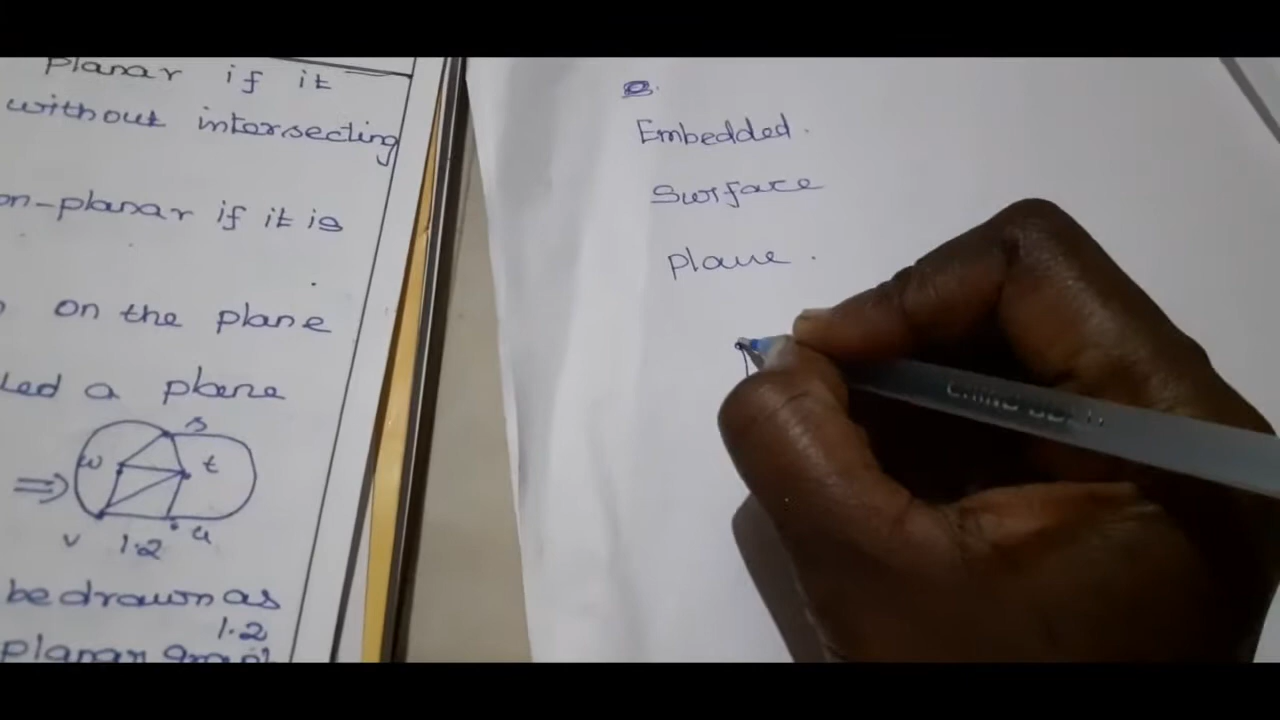 planar if it
without intersecting
on-planar if it is
on the plane
led a plane
s
w
t
v
1.2
u
be drawn as
1.2
planar
Embedded.
Surface
plane.